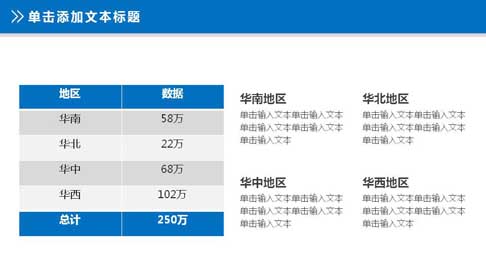 单击添加文本标题
地区 数据
华南 58万
华北 22万
华中 68万
华西 102万
总计 250万
华南地区
单击输入文本单击输入文本
单击输入文本单击输入文本
单击输入文本
华北地区
单击输入文本单击输入文本
单击输入文本单击输入文本
单击输入文本
华中地区
单击输入文本单击输入文本
单击输入文本单击输入文本
单击输入文本
华西地区
单击输入文本单击输入文本
单击输入文本单击输入文本
单击输入文本